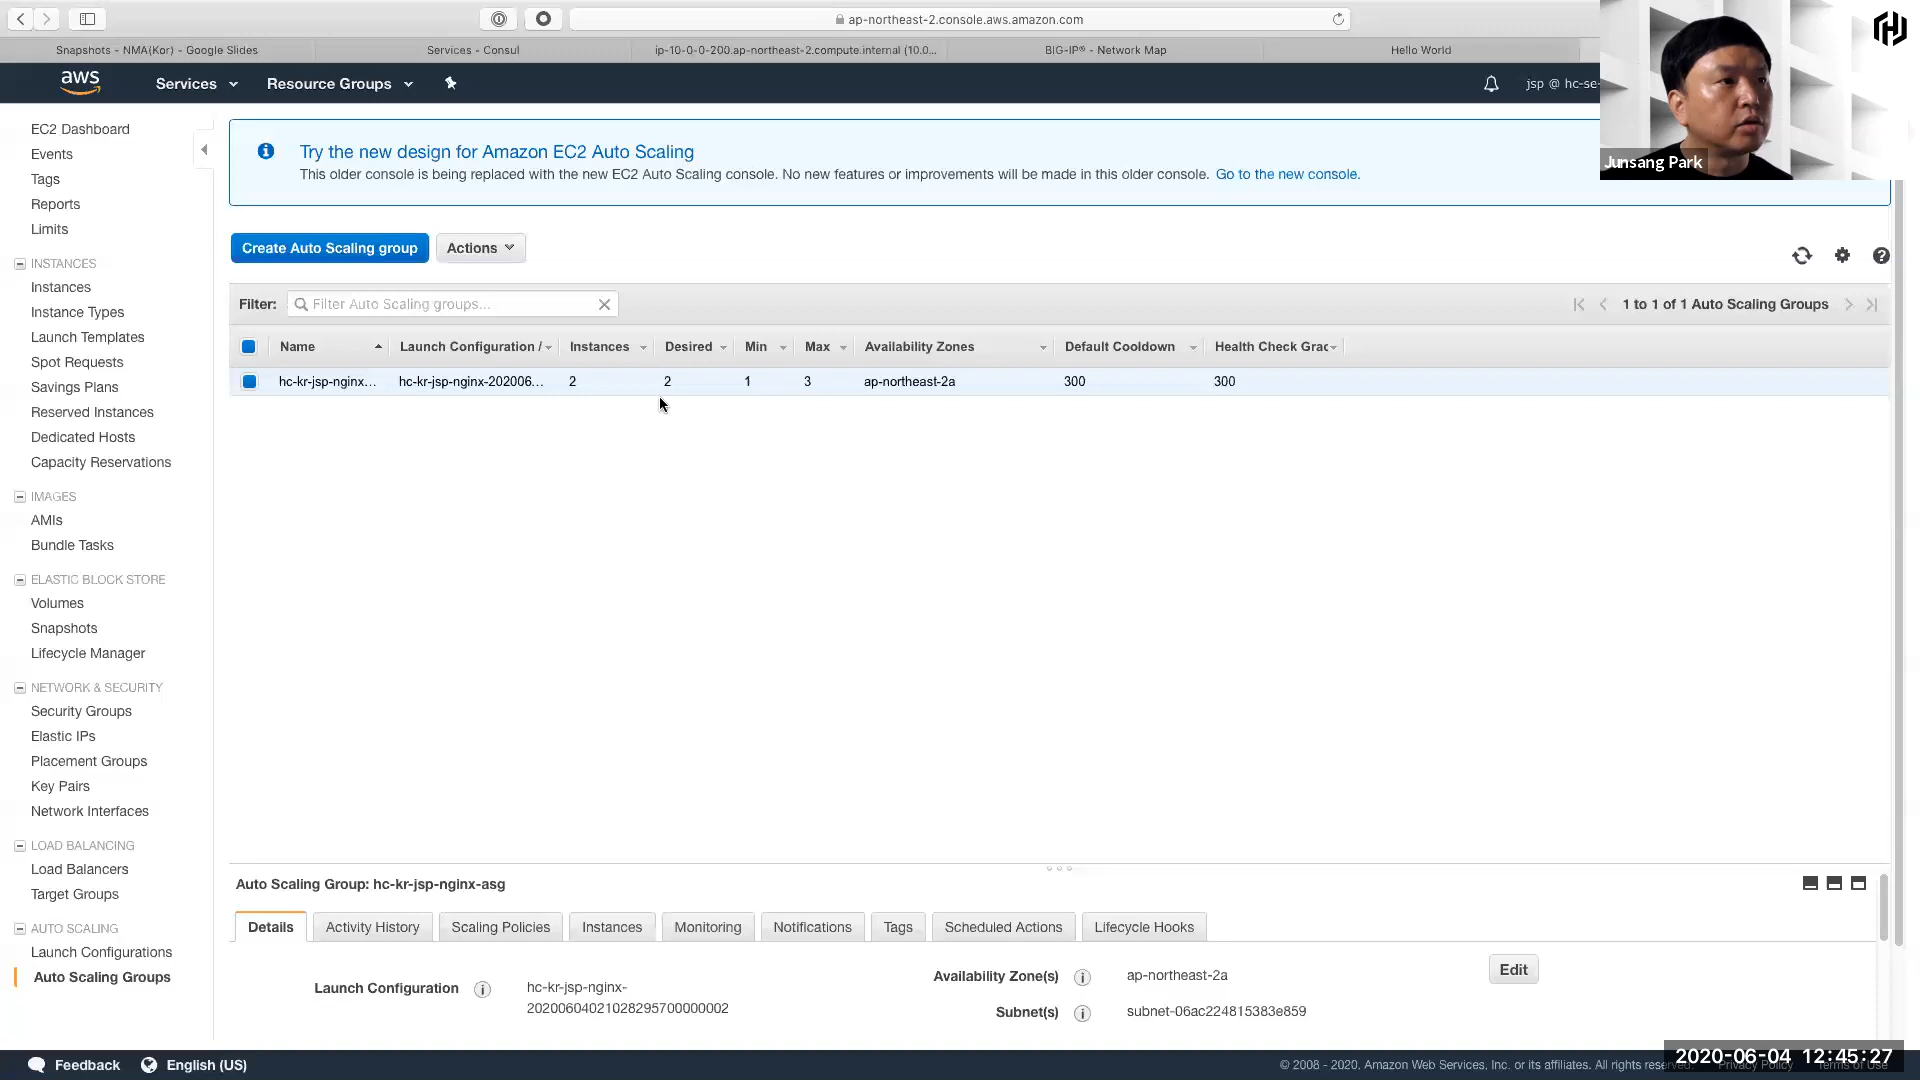 ap-northeast-2.console.aws.amazon.com
Snapshots - NMA(Kor) - Google Slides
Services - Consul
ip-10-0-0-200.ap-northeast-2.compute.internal (10.0...
BIG-IP® - Network Map
Hello World
aws
Services
Resource Groups
jsp @ hc-se
Junsang Park
EC2 Dashboard
Events
Tags
Reports
Limits
INSTANCES
Instances
Instance Types
Launch Templates
Spot Requests
Savings Plans
Reserved Instances
Dedicated Hosts
Capacity Reservations
IMAGES
AMIs
Bundle Tasks
ELASTIC BLOCK STORE
Volumes
Snapshots
Lifecycle Manager
NETWORK & SECURITY
Security Groups
Elastic IPs
Placement Groups
Key Pairs
Network Interfaces
LOAD BALANCING
Load Balancers
Target Groups
AUTO SCALING
Launch Configurations
Auto Scaling Groups
Try the new design for Amazon EC2 Auto Scaling
This older console is being replaced with the new EC2 Auto Scaling console. No new features or improvements will be made in this older console. Go to the new console.
Create Auto Scaling group
Actions
Filter:
Filter Auto Scaling groups...
1 to 1 of 1 Auto Scaling Groups
Name Launch Configuration / Instances Desired Min Max Availability Zones Default Cooldown Health Check Grac
hc-kr-jsp-nginx... hc-kr-jsp-nginx-202006... 2 2 1 3 ap-northeast-2a 300 300
Auto Scaling Group: hc-kr-jsp-nginx-asg
Details Activity History Scaling Policies Instances Monitoring Notifications Tags Scheduled Actions Lifecycle Hooks
Launch Configuration
hc-kr-jsp-nginx-
20200604021028295700000002
Availability Zone(s) ap-northeast-2a
Subnet(s) subnet-06ac224815383e859
Edit
Feedback
English (US)
© 2008 - 2020, Amazon Web Services, Inc. or its affiliates. All rights reserved.
Privacy Policy
Terms of Use
2020-06-04 12:45:27